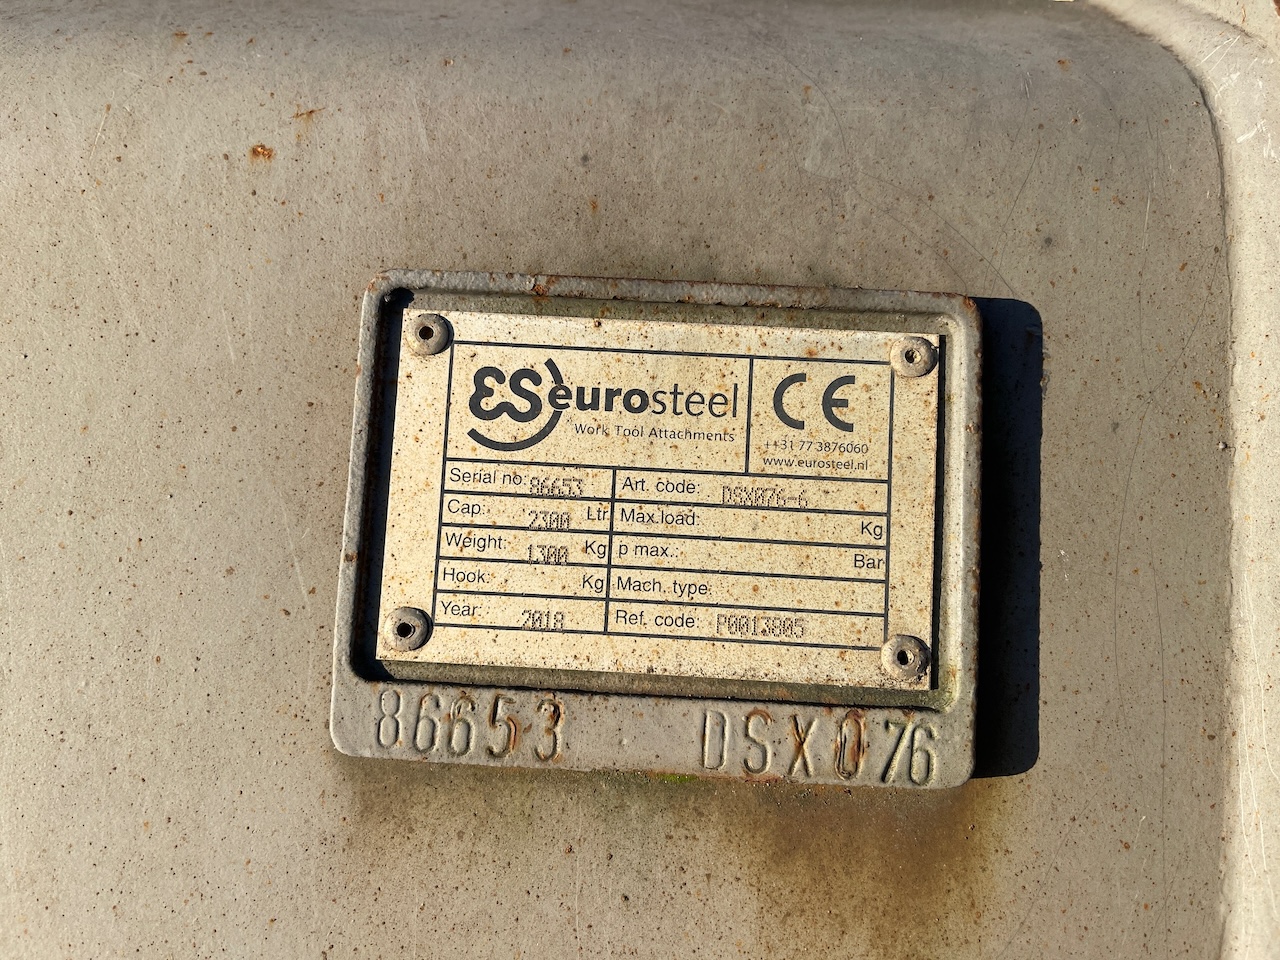 ES eurosteel
Work Tool Attachments
CE
++31 77 3876060
www.eurosteel.nl
Serial no: 86653 Art. code: DSX076-6
Cap: 2300 Ltr Max.load: Kg
Weight: 1300 Kg p max.: Bar
Hook: Kg Mach. type:
Year: 2018 Ref. code: P0013805
86653 DSX076